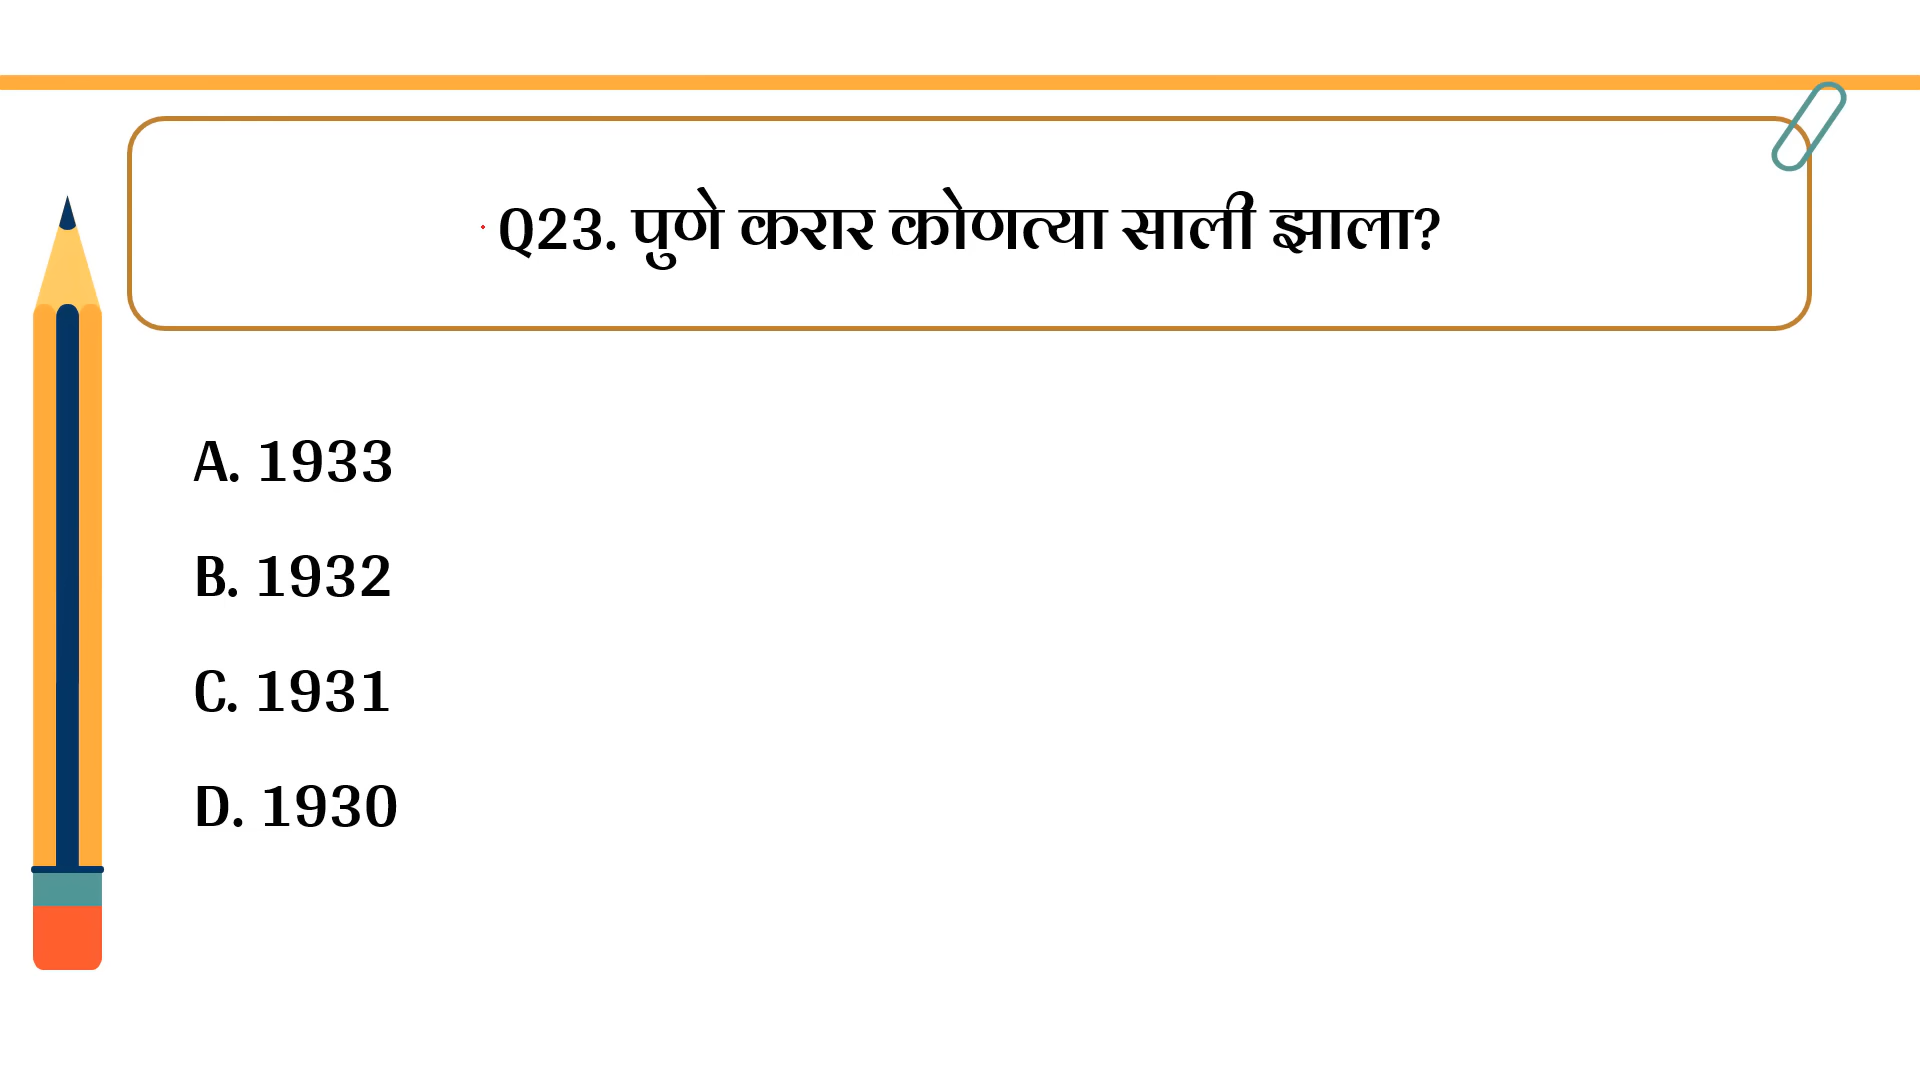 Q23. पुणे करार कोणत्या साली झाला?
A. 1933
B. 1932
C. 1931
D. 1930